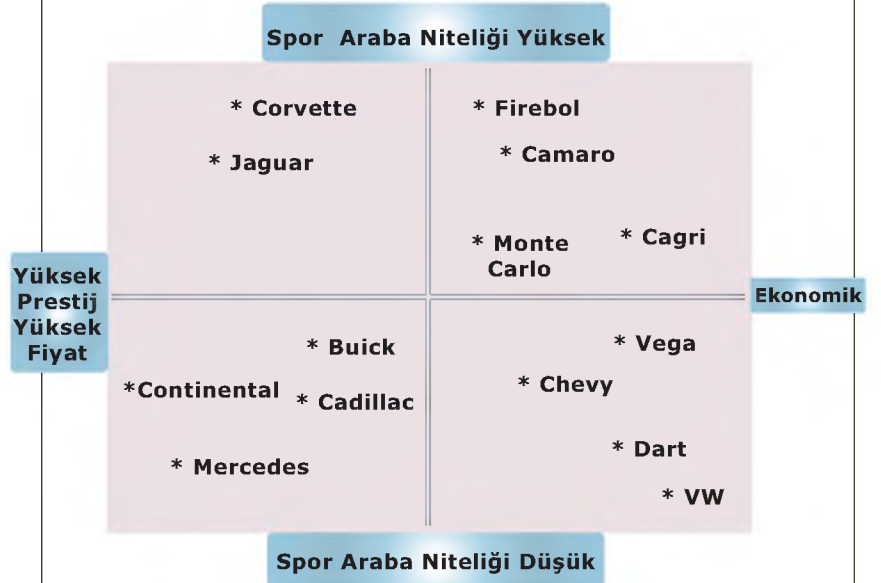 Spor Araba Niteliği Yüksek
* Corvette
* Firebol
* Jaguar
* Camaro
* Monte
Carlo
* Cagri
Yüksek
Prestij
Yüksek
Fiyat
Ekonomik
* Buick
* Vega
*Continental
* Cadillac
* Chevy
* Mercedes
* Dart
* VW
Spor Araba Niteliği Düşük